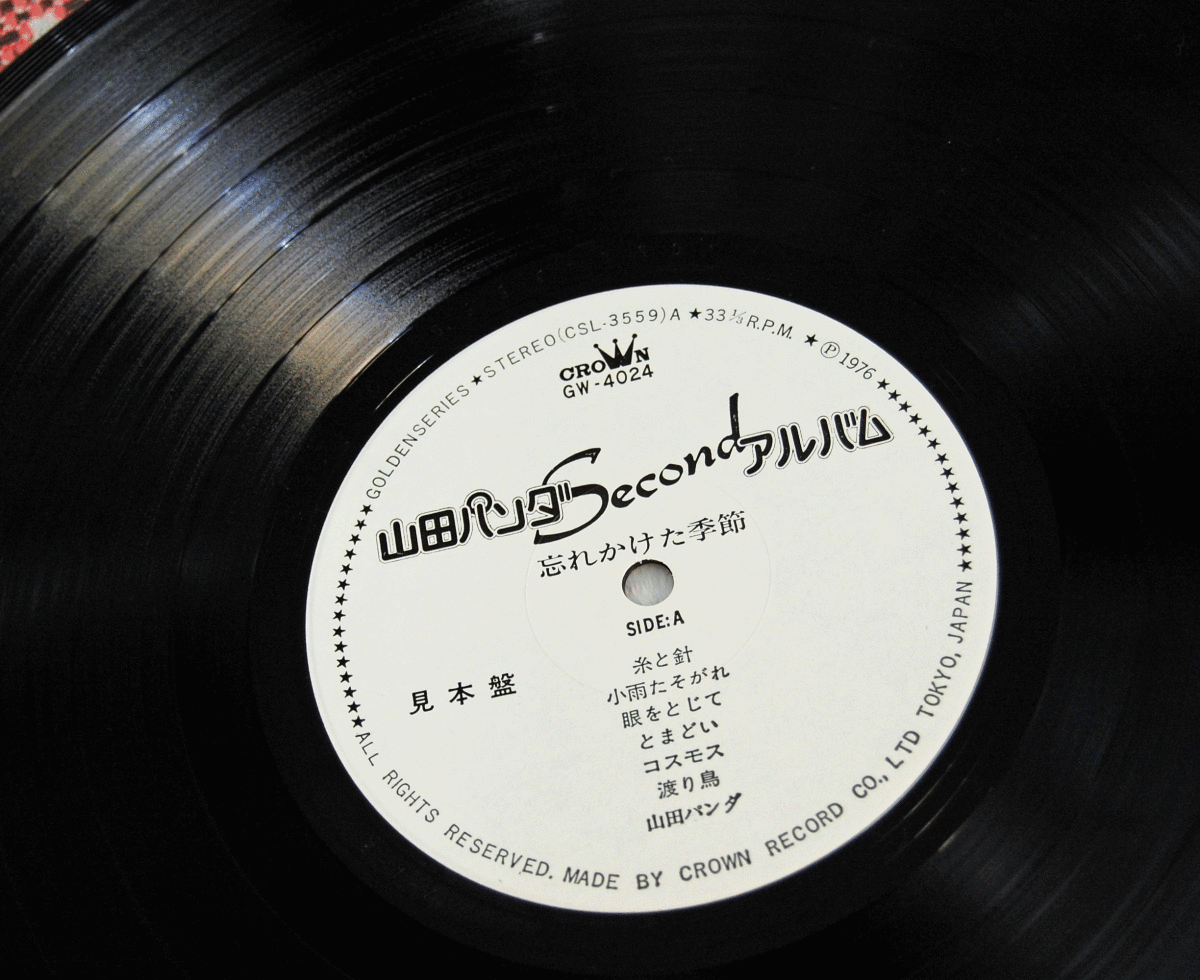 GOLDENSERIES★STEREO(CSL-3559)A ★33⅓R.P.M. ★Ⓟ1976
CROWN
GW-4024
山田パンダSecondアルバム
忘れかけた季節
SIDE:A
見本盤
糸と針
小雨たそがれ
眼をとじて
とまどい
コスモス
渡り鳥
山田パンダ
ALL RIGHTS RESERVED. MADE BY CROWN RECORD CO., LTD TOKYO, JAPAN